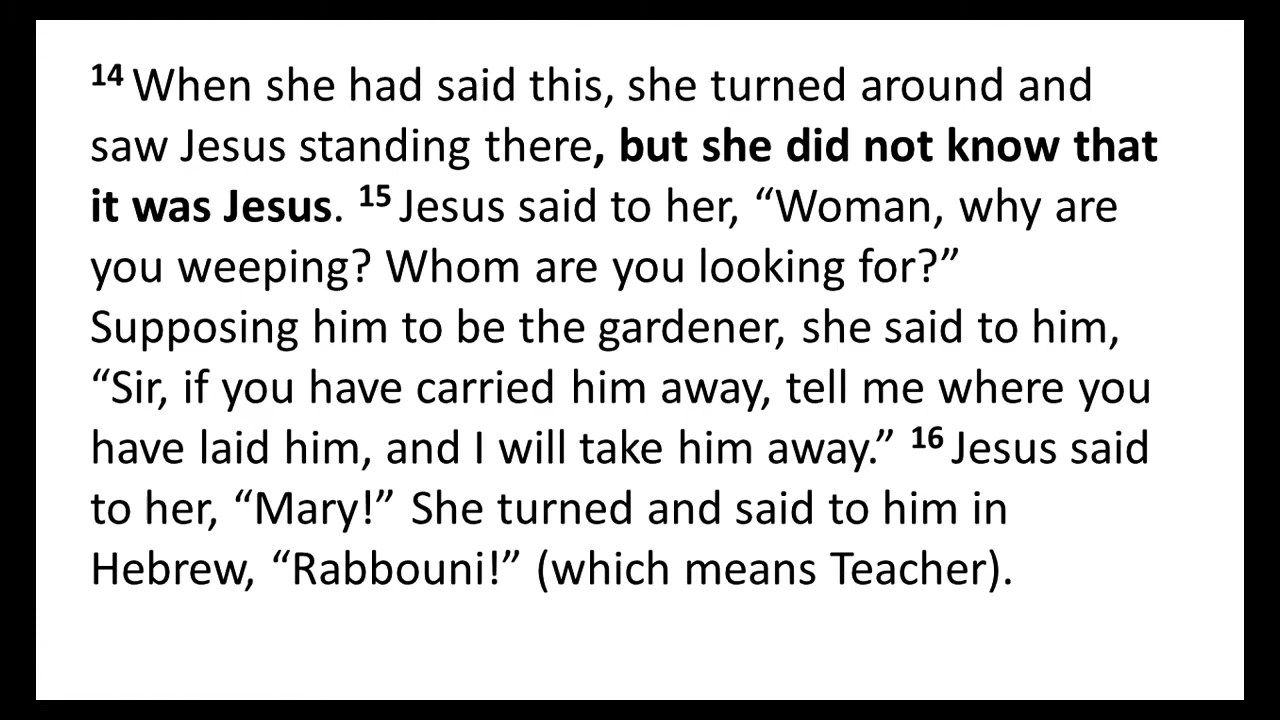 14 When she had said this, she turned around and
saw Jesus standing there, but she did not know that
it was Jesus. 15 Jesus said to her, “Woman, why are
you weeping? Whom are you looking for?”
Supposing him to be the gardener, she said to him,
“Sir, if you have carried him away, tell me where you
have laid him, and I will take him away.” 16 Jesus said
to her, “Mary!” She turned and said to him in
Hebrew, “Rabbouni!” (which means Teacher).